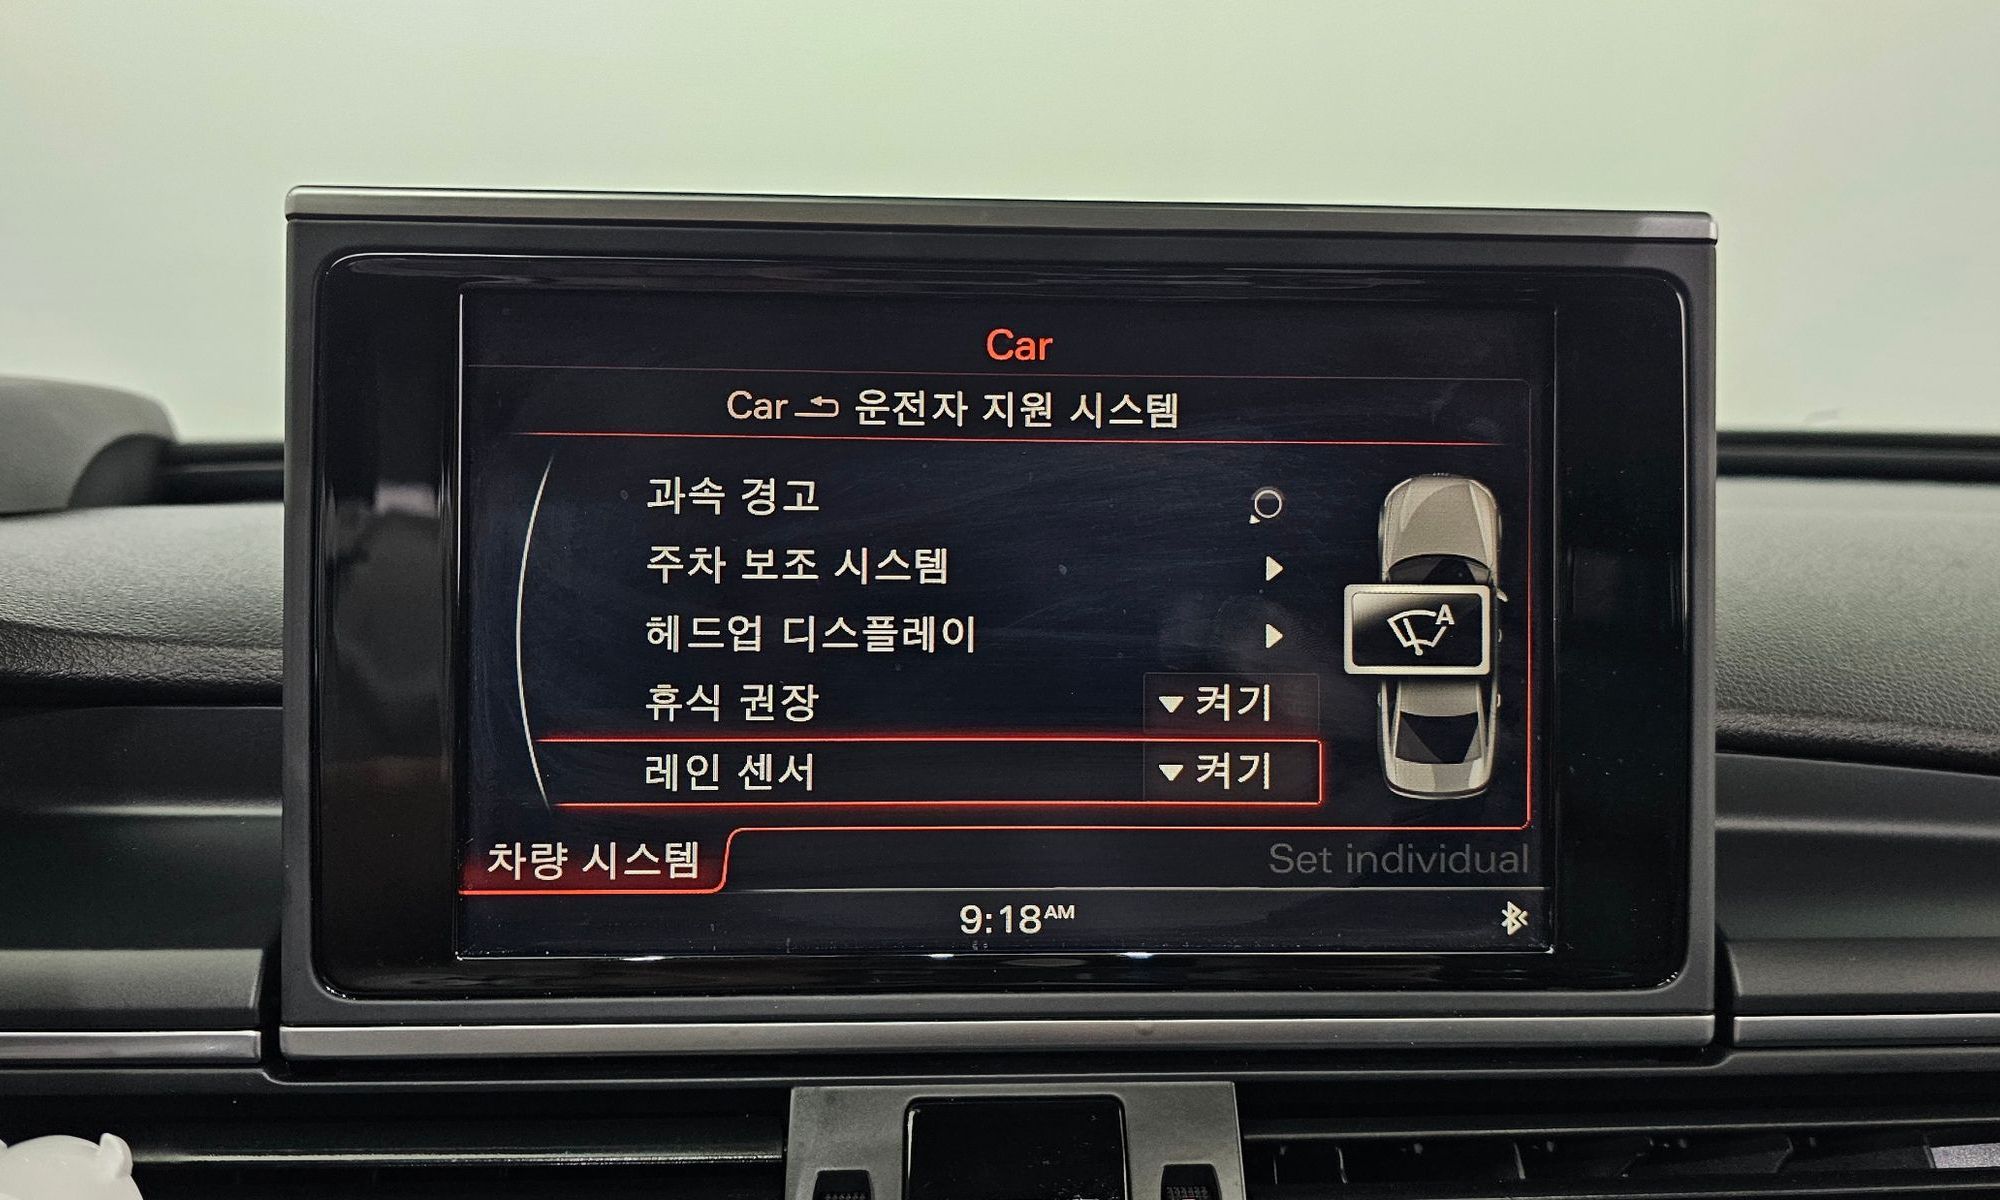 Car
Car 운전자 지원 시스템
과속 경고
주차 보조 시스템
헤드업 디스플레이
휴식 권장 켜기
레인 센서 켜기
A
차량 시스템
Set individual
9:18 AM